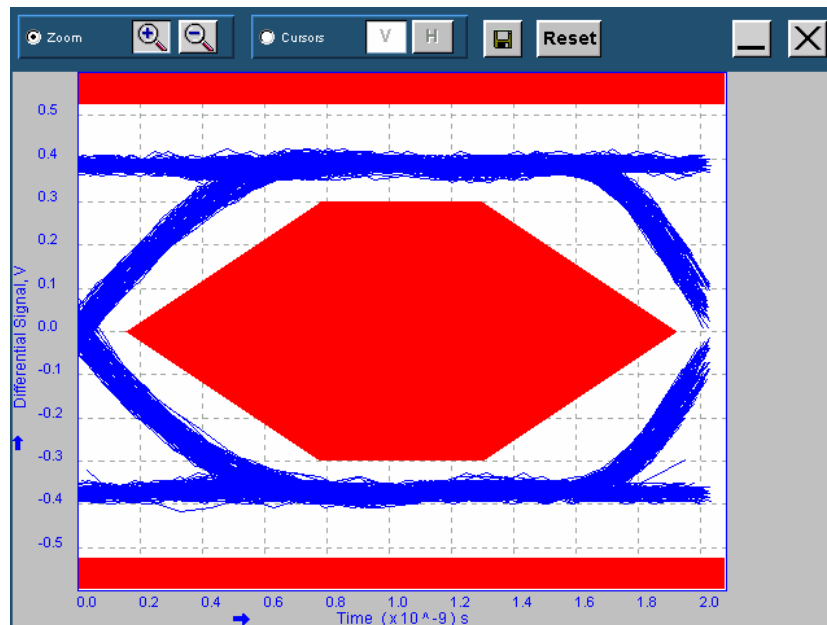 Zoom
Cursors
V
H
Reset
0.5
0.4
0.3
0.2
0.1
0.0
-0.1
-0.2
-0.3
-0.4
-0.5
Differential Signal, V
0.0 0.2 0.4 0.6 0.8 1.0 1.2 1.4 1.6 1.8 2.0
Time (x10^-9) s